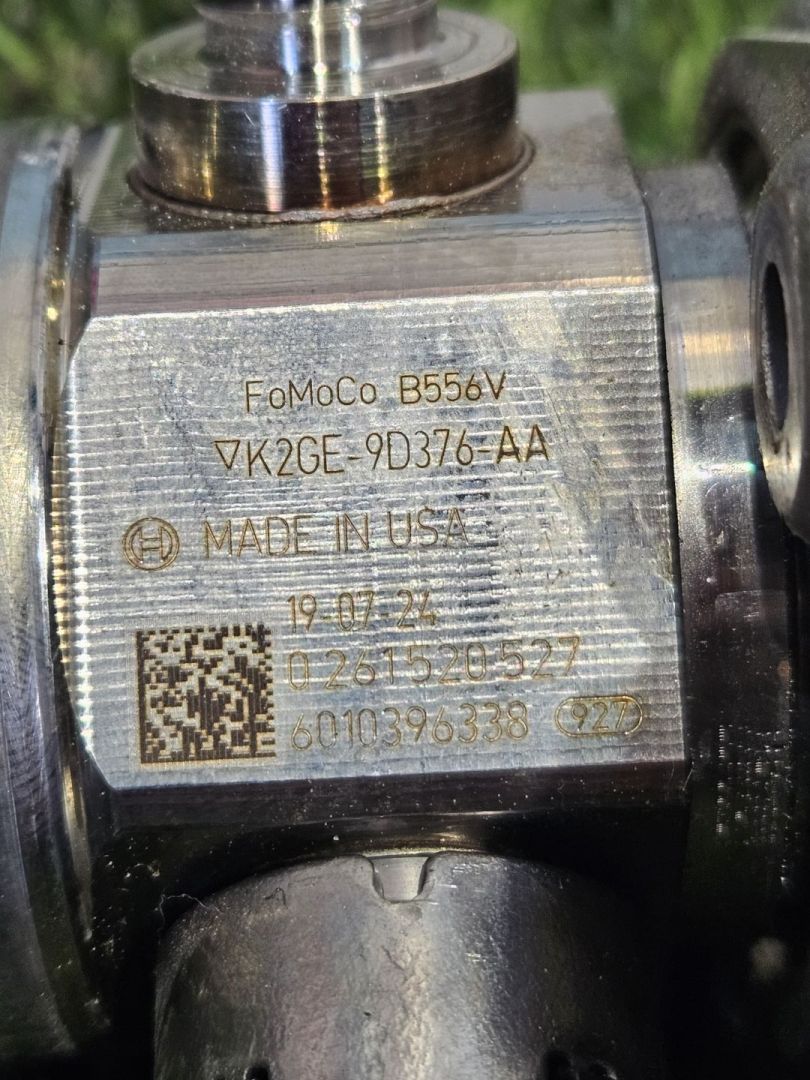 FoMoCo B556V
▽K2GE-9D376-AA
MADE IN USA
19-07-24
0 261 520 527
6010396338 927